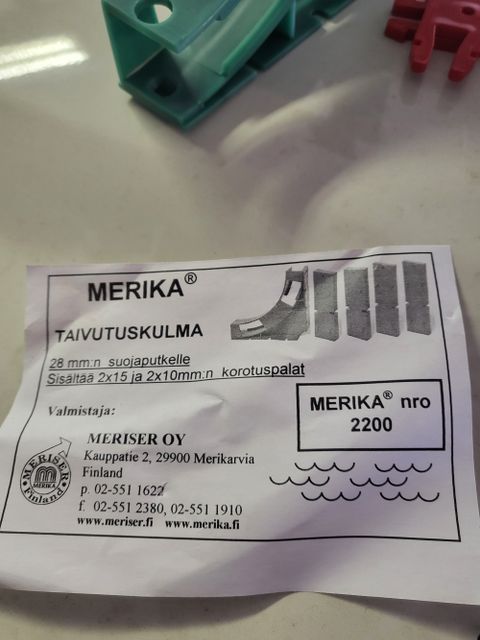 MERIKA®
TAIVUTUSKULMA
28 mm:n suojaputkelle
Sisältää 2x15 ja 2x10mm:n korotuspalat
MERIKA® nro
2200
Valmistaja:
MERISER OY
Kauppatie 2, 29900 Merikarvia
Finland
p. 02-551 1622
f. 02-551 2380, 02-551 1910
www.meriser.fi www.merika.fi
MERISER
MERIKA
Finland